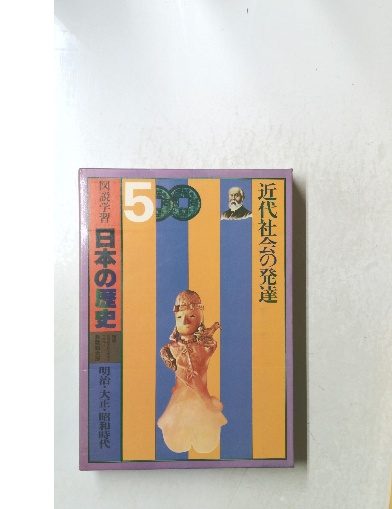 近代社会の発達
5
図説学習
日本の歴史
明治・大正・昭和時代